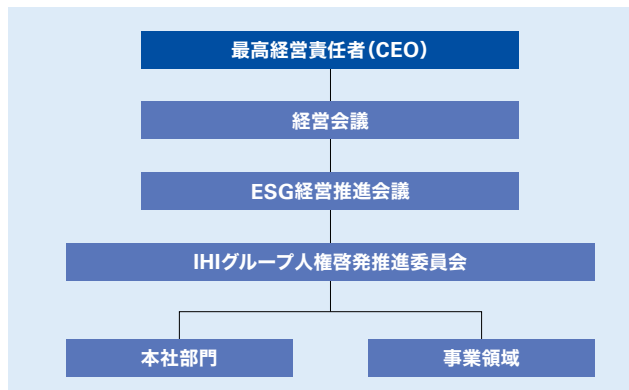 最高経営責任者（CEO）
経営会議
ESG経営推進会議
IHIグループ人権啓発推進委員会
本社部門
事業領域